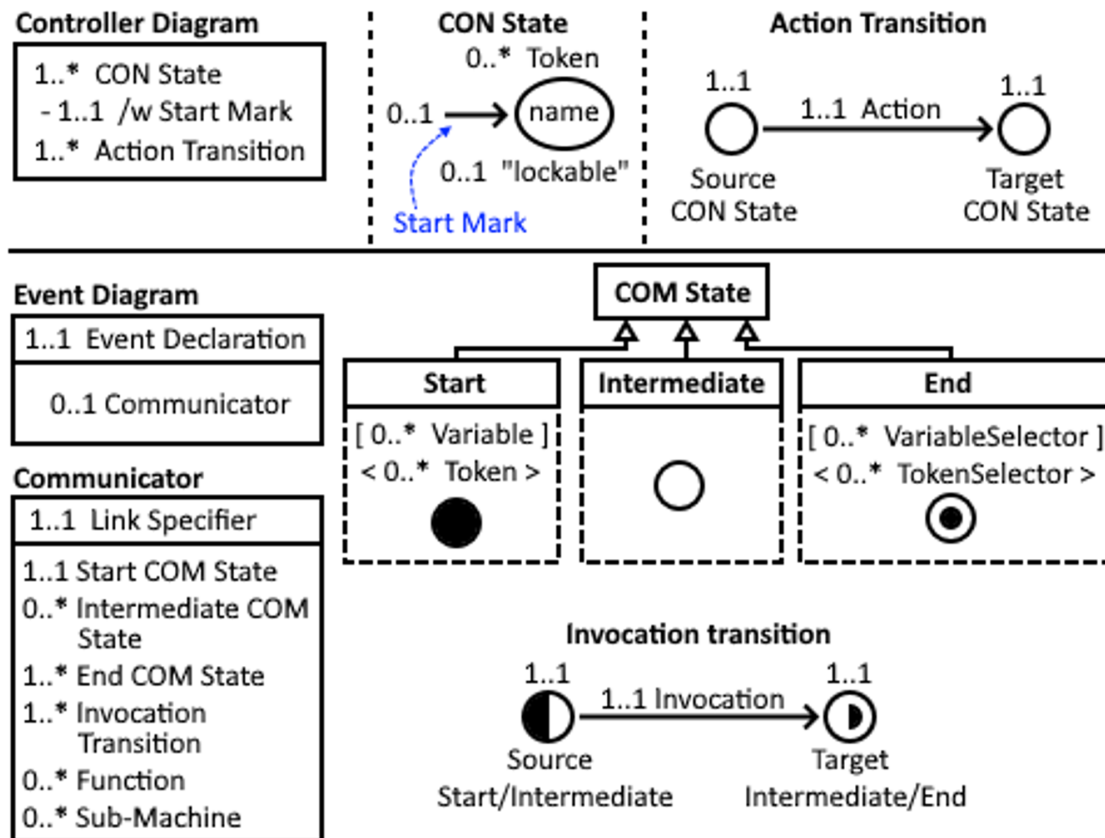 Controller Diagram
1..* CON State
- 1..1 /w Start Mark
1..* Action Transition
CON State
0..* Token
0..1
name
0..1 "lockable"
Start Mark
Action Transition
1..1
1..1
1..1 Action
Source
CON State
Target
CON State
Event Diagram
1..1 Event Declaration
0..1 Communicator
Communicator
1..1 Link Specifier
1..1 Start COM State
0..* Intermediate COM
State
1..* End COM State
1..* Invocation
Transition
0..* Function
0..* Sub-Machine
COM State
Start
[ 0..* Variable ]
< 0..* Token >
Intermediate
End
[ 0..* VariableSelector ]
< 0..* TokenSelector >
Invocation transition
1..1
1..1
1..1 Invocation
Source
Start/Intermediate
Target
Intermediate/End